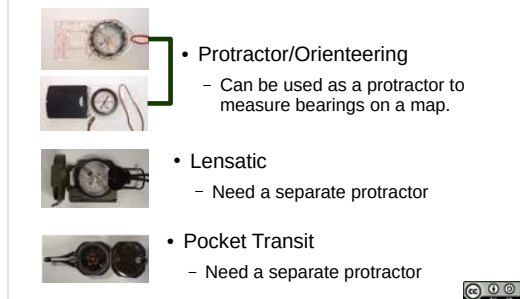 • Protractor/Orienteering
– Can be used as a protractor to
measure bearings on a map.
• Lensatic
– Need a separate protractor
• Pocket Transit
– Need a separate protractor